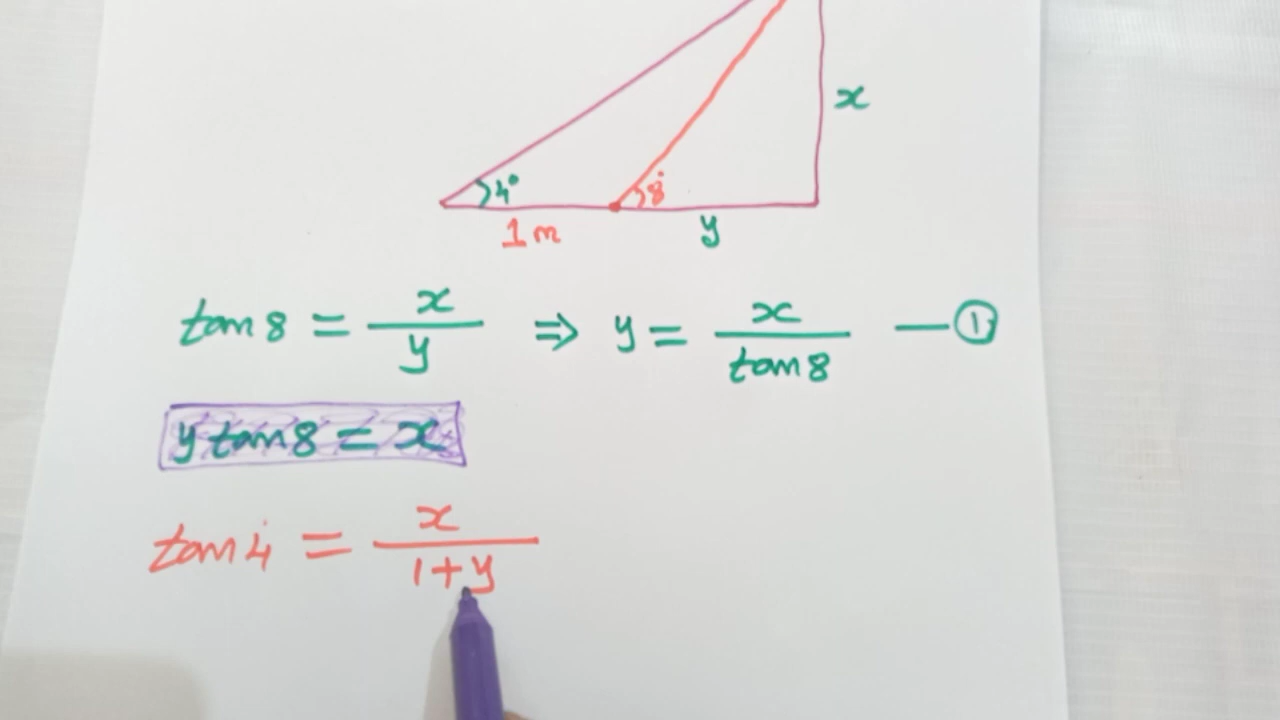 x
4° 8°
1m y
tan 8 = x/y ⇒ y = x/tan 8 — ①
y tan 8 = x
tan 4° = x/1+y